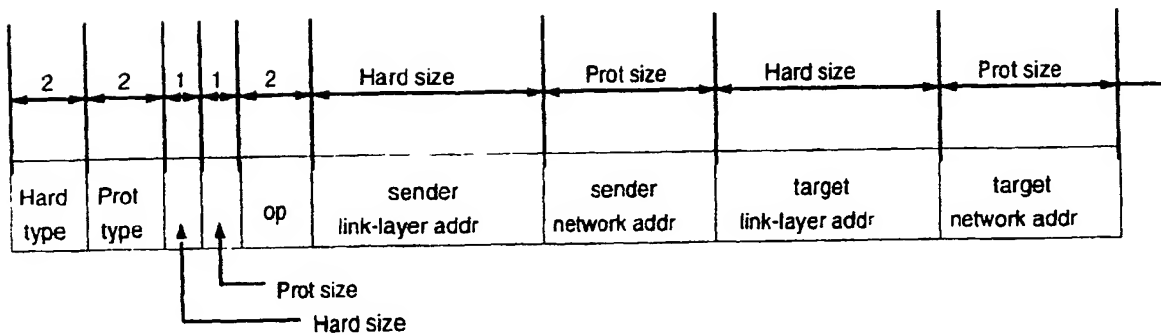 2 2 1 1 2 Hard size Prot size Hard size Prot size
Hard type
Prot type
op
sender
link-layer addr
sender
network addr
target
link-layer addr
target
network addr
Prot size
Hard size